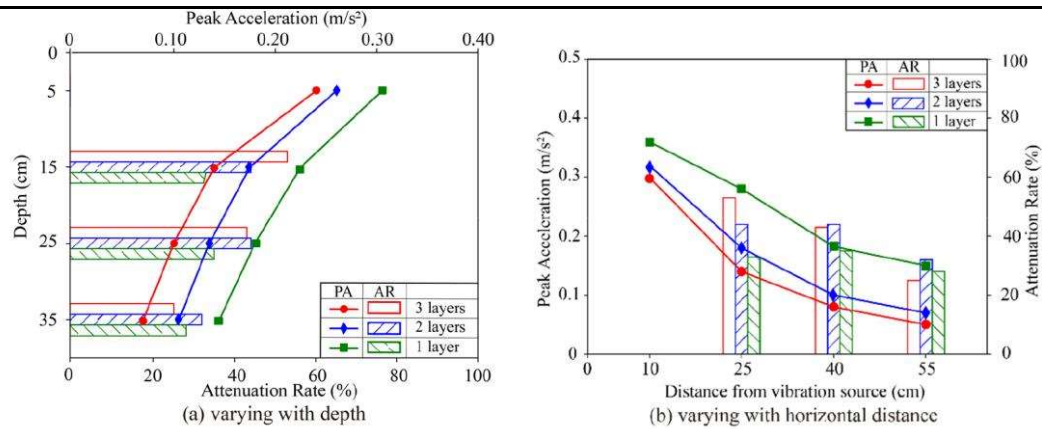 Peak Acceleration (m/s²)
0 0.10 0.20 0.30 0.40
0
5
15
25
35
Depth (cm)
PA AR
3 layers
2 layers
1 layer
0 20 40 60 80 100
Attenuation Rate (%)
(a) varying with depth
0.5
0.4
0.3
0.2
0.1
0
Peak Acceleration (m/s²)
PA AR
3 layers
2 layers
1 layer
100
80
60
40
20
0
Attenuation Rate (%)
10 25 40 55
Distance from vibration source (cm)
(b) varying with horizontal distance